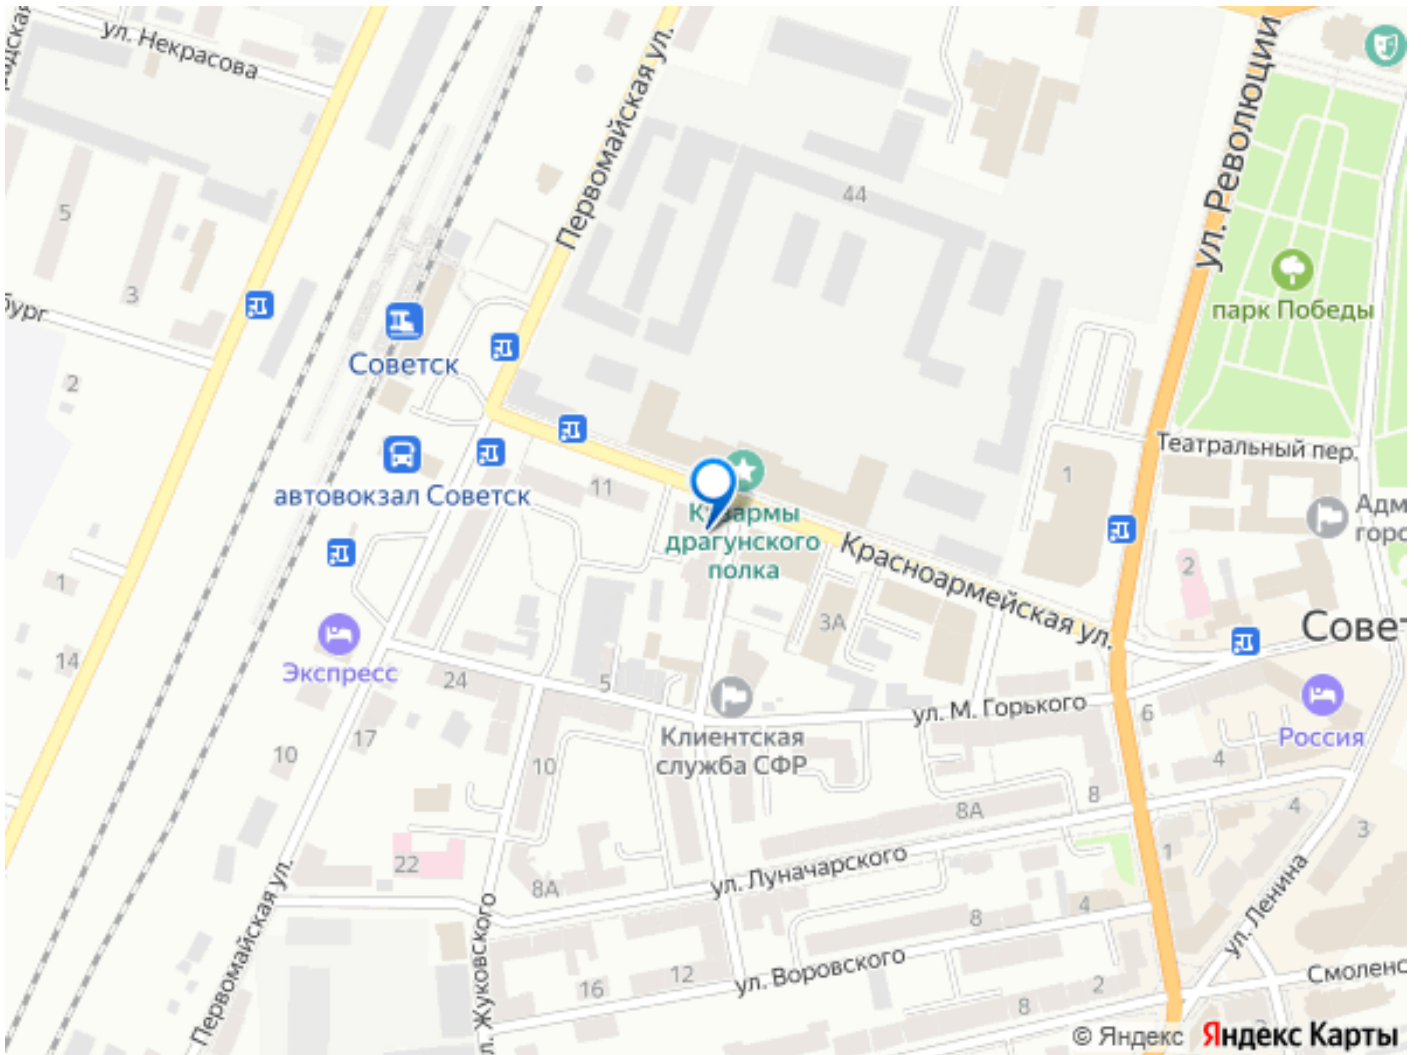 ул. Некрасова
Первомайская ул.
ул. Революции
44
5
3
парк Победы
Советск
2
Театральный пер.
1
автовокзал Советск
11
Казармы
драгунского
полка
Красноармейская ул.
2
1
3А
14
Экспресс
24
5
ул. М. Горького
6
Россия
Клиентская
служба СФР
17
10
10
4
8
8А
4
3
22
8А
ул. Луначарского
1
ул. Ленина
Первомайская ул.
8
4
ул. Воровского
12
16
2
8
© Яндекс Яндекс Карты